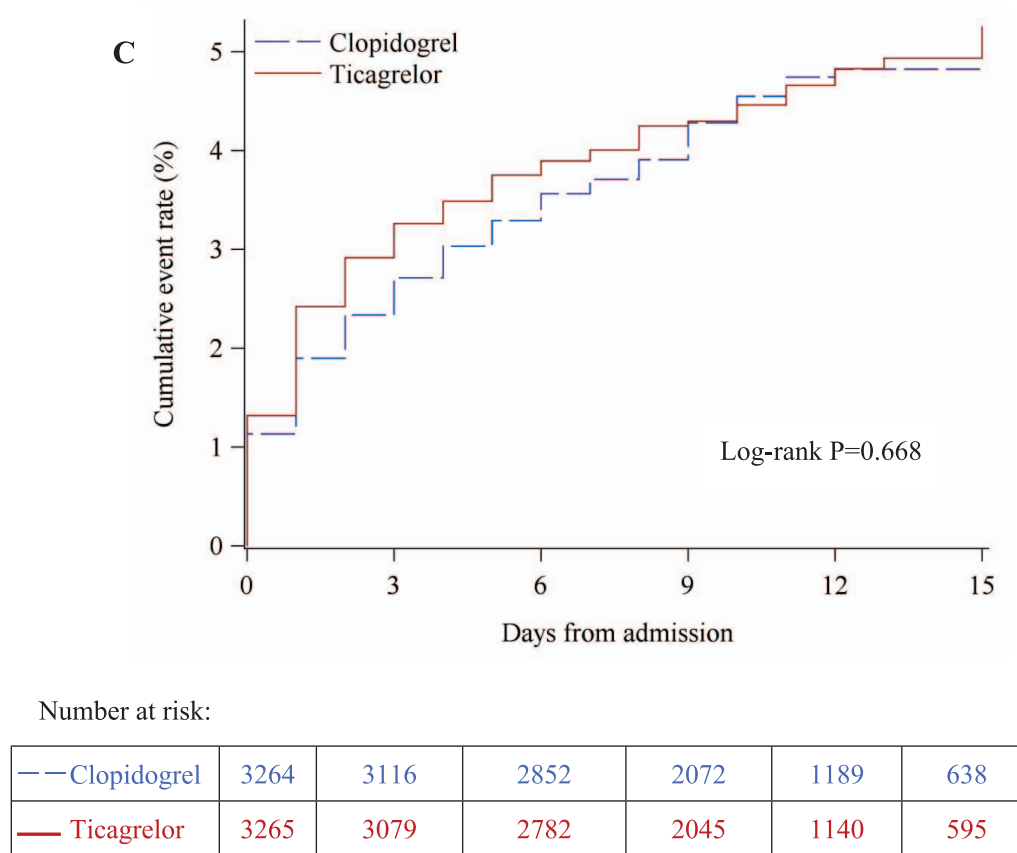 C
Clopidogrel
Ticagrelor
Cumulative event rate (%)
5
4
3
2
1
0
Log-rank P=0.668
0 3 6 9 12 15
Days from admission
Number at risk:
Clopidogrel 3264 3116 2852 2072 1189 638
Ticagrelor 3265 3079 2782 2045 1140 595